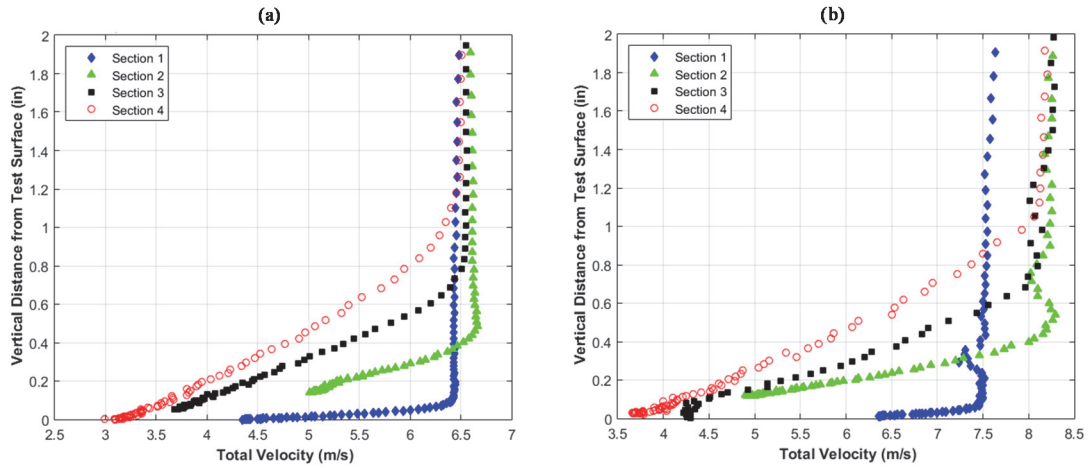 (a)
2
1.8
1.6
1.4
1.2
1
0.8
0.6
0.4
0.2
0
Vertical Distance from Test Surface (in)
Section 1
Section 2
Section 3
Section 4
2.5 3 3.5 4 4.5 5 5.5 6 6.5 7
Total Velocity (m/s)
(b)
2
1.8
1.6
1.4
1.2
1
0.8
0.6
0.4
0.2
0
Vertical Distance from Test Surface (in)
Section 1
Section 2
Section 3
Section 4
3.5 4 4.5 5 5.5 6 6.5 7 7.5 8 8.5
Total Velocity (m/s)